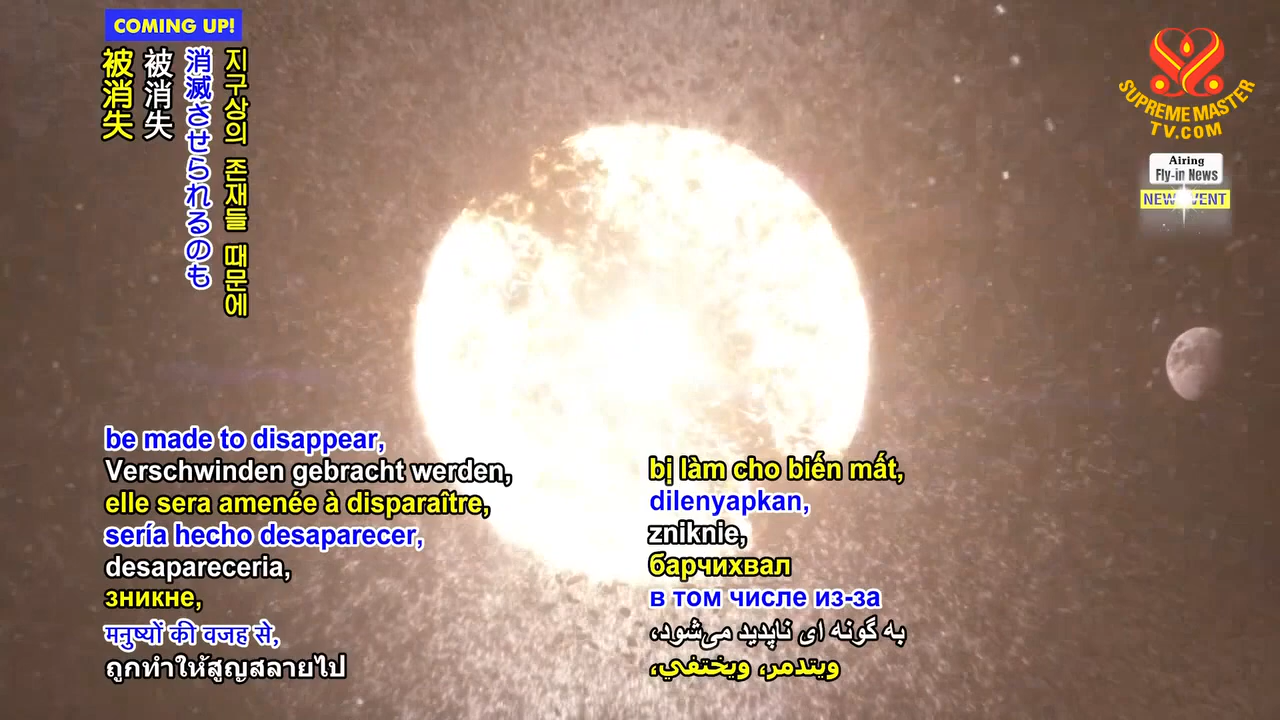 COMING UP!
被消失
被消失
消滅させられるのも
지구상의 존재들 때문에
SUPREME MASTER
TV.COM
Airing
Fly-in News
be made to disappear,
Verschwinden gebracht werden,
elle sera amenée à disparaître,
sería hecho desaparecer,
desapareceria,
зникне,
मनुष्यों की वजह से,
ถูกทำให้สูญสลายไป
bị làm cho biến mất,
dilenyapkan,
zniknie,
барчихвал
в том числе из-за
به گونه ای ناپدید می‌شود،
ويتدمر، ويختفي،